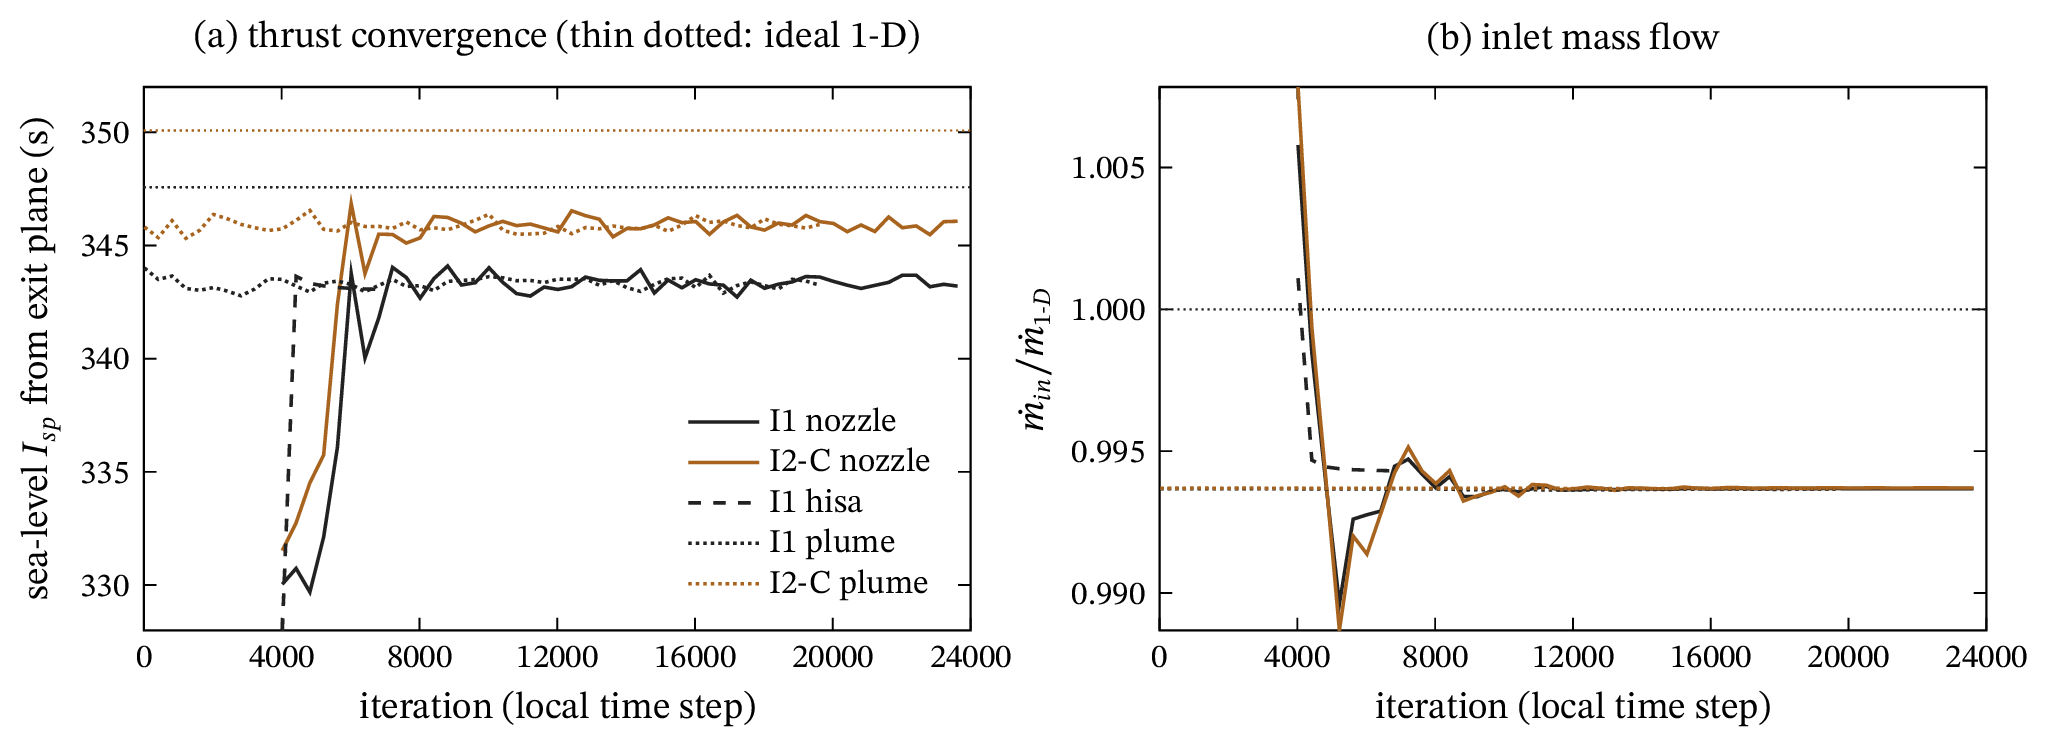 (a) thrust convergence (thin dotted: ideal 1-D)
sea-level I_sp from exit plane (s)
350
345
340
335
330
I1 nozzle
I2-C nozzle
I1 hisa
I1 plume
I2-C plume
0 4000 8000 12000 16000 20000 24000
iteration (local time step)
(b) inlet mass flow
ṁ_in/ṁ_1-D
1.005
1.000
0.995
0.990
0 4000 8000 12000 16000 20000 24000
iteration (local time step)